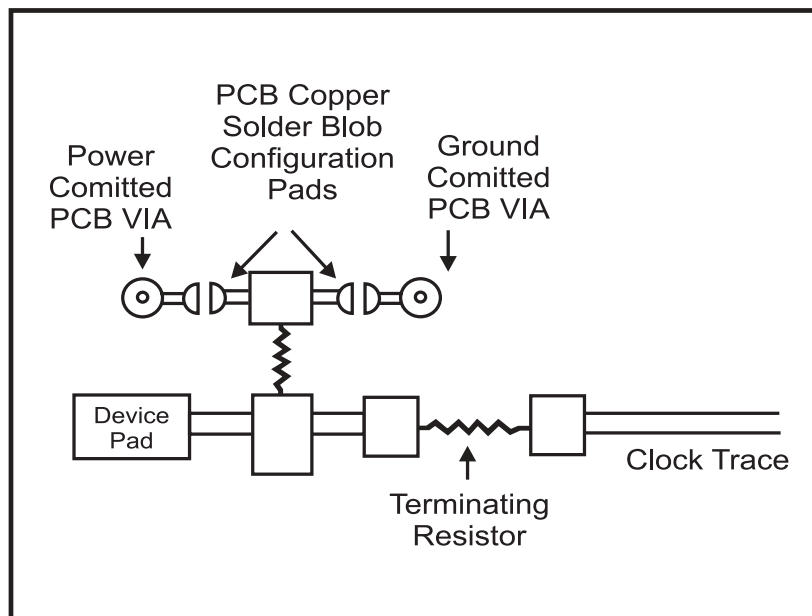 PCB Copper
Solder Blob
Configuration
Pads
Power
Comitted
PCB VIA
Ground
Comitted
PCB VIA
Device
Pad
Clock Trace
Terminating
Resistor